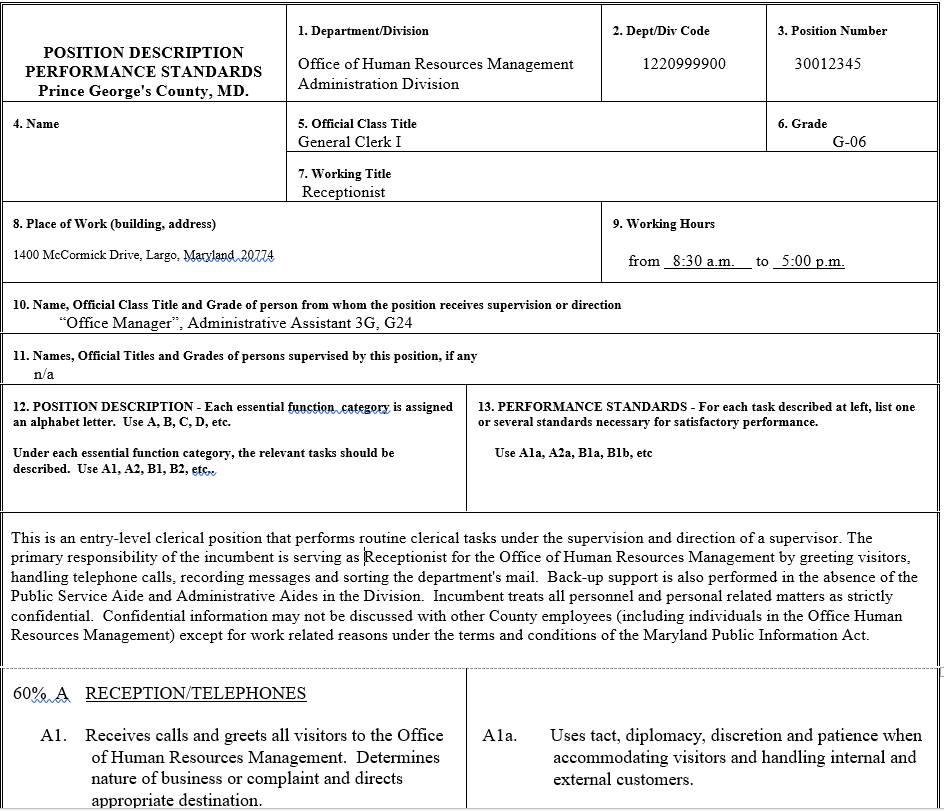 POSITION DESCRIPTION
PERFORMANCE STANDARDS
Prince George's County, MD.
1. Department/Division
Office of Human Resources Management
Administration Division
2. Dept/Div Code
1220999900
3. Position Number
30012345
4. Name
5. Official Class Title
General Clerk I
6. Grade
G-06
7. Working Title
Receptionist
8. Place of Work (building, address)
1400 McCormick Drive, Largo, Maryland 20774
9. Working Hours
from 8:30 a.m. to 5:00 p.m.
10. Name, Official Class Title and Grade of person from whom the position receives supervision or direction
“Office Manager”, Administrative Assistant 3G, G24
11. Names, Official Titles and Grades of persons supervised by this position, if any
n/a
12. POSITION DESCRIPTION - Each essential function category is assigned
an alphabet letter. Use A, B, C, D, etc.
Under each essential function category, the relevant tasks should be
described. Use A1, A2, B1, B2, etc..
13. PERFORMANCE STANDARDS - For each task described at left, list one
or several standards necessary for satisfactory performance.
Use A1a, A2a, B1a, B1b, etc
This is an entry-level clerical position that performs routine clerical tasks under the supervision and direction of a supervisor. The
primary responsibility of the incumbent is serving as Receptionist for the Office of Human Resources Management by greeting visitors,
handling telephone calls, recording messages and sorting the department's mail. Back-up support is also performed in the absence of the
Public Service Aide and Administrative Aides in the Division. Incumbent treats all personnel and personal related matters as strictly
confidential. Confidential information may not be discussed with other County employees (including individuals in the Office Human
Resources Management) except for work related reasons under the terms and conditions of the Maryland Public Information Act.
60% A RECEPTION/TELEPHONES
A1. Receives calls and greets all visitors to the Office
of Human Resources Management. Determines
nature of business or complaint and directs
appropriate destination.
A1a. Uses tact, diplomacy, discretion and patience when
accommodating visitors and handling internal and
external customers.